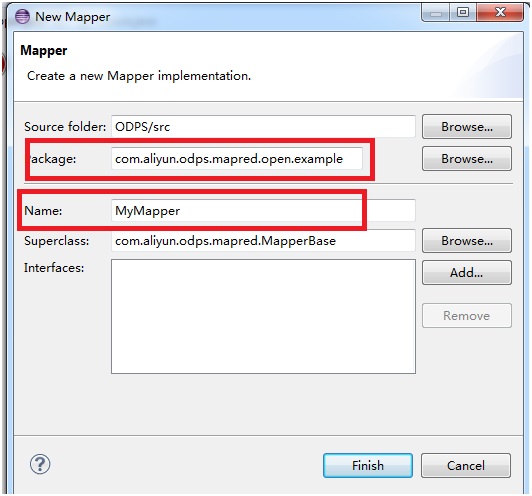 New Mapper
Mapper
Create a new Mapper implementation.
Source folder: ODPS/src Browse...
Package: com.aliyun.odps.mapred.open.example Browse...
Name: MyMapper
Superclass: com.aliyun.odps.mapred.MapperBase Browse...
Interfaces: Add...
Remove
? Finish Cancel